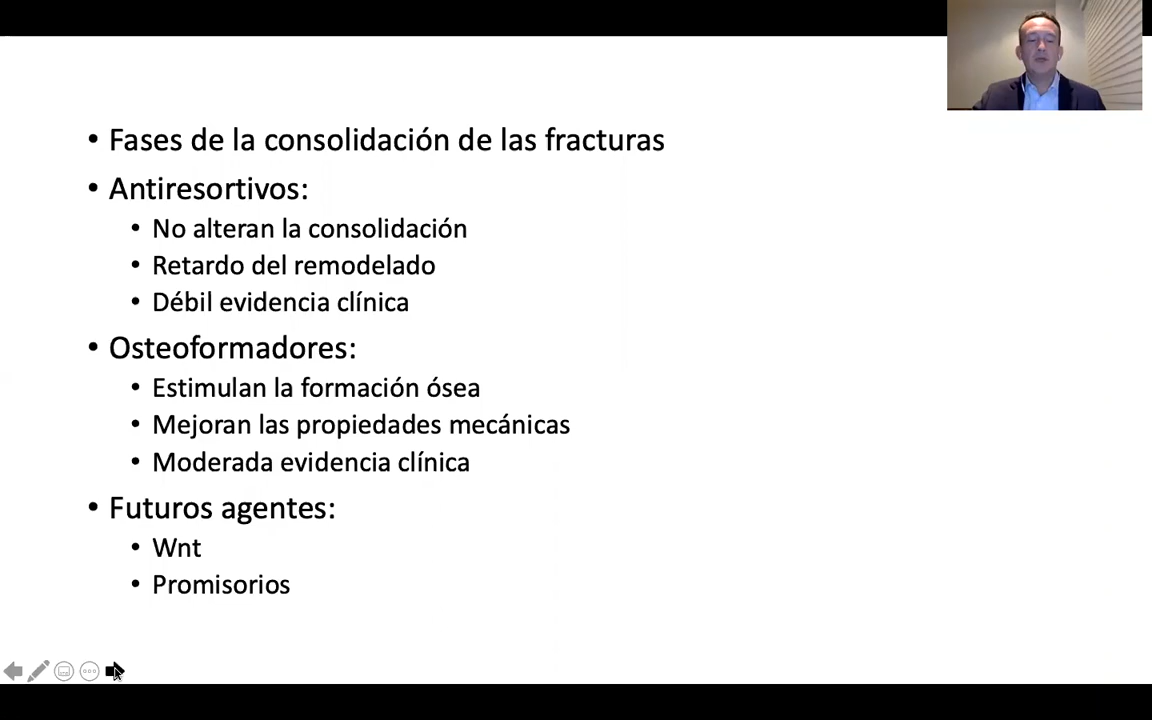 • Fases de la consolidación de las fracturas
• Antiresortivos:
• No alteran la consolidación
• Retardo del remodelado
• Débil evidencia clínica
• Osteoformadores:
• Estimulan la formación ósea
• Mejoran las propiedades mecánicas
• Moderada evidencia clínica
• Futuros agentes:
• Wnt
• Promisorios